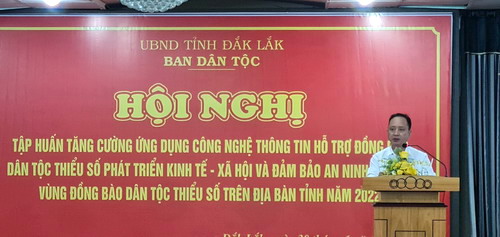 UBND TỈNH ĐẮK LẮK
BAN DÂN TỘC
HỘI NGHỊ
TẬP HUẤN TĂNG CƯỜNG ỨNG DỤNG CÔNG NGHỆ THÔNG TIN HỖ TRỢ ĐỒNG
DÂN TỘC THIỂU SỐ PHÁT TRIỂN KINH TẾ - XÃ HỘI VÀ ĐẢM BẢO AN NINH
VÙNG ĐỒNG BÀO DÂN TỘC THIỂU SỐ TRÊN ĐỊA BÀN TỈNH NĂM 2022